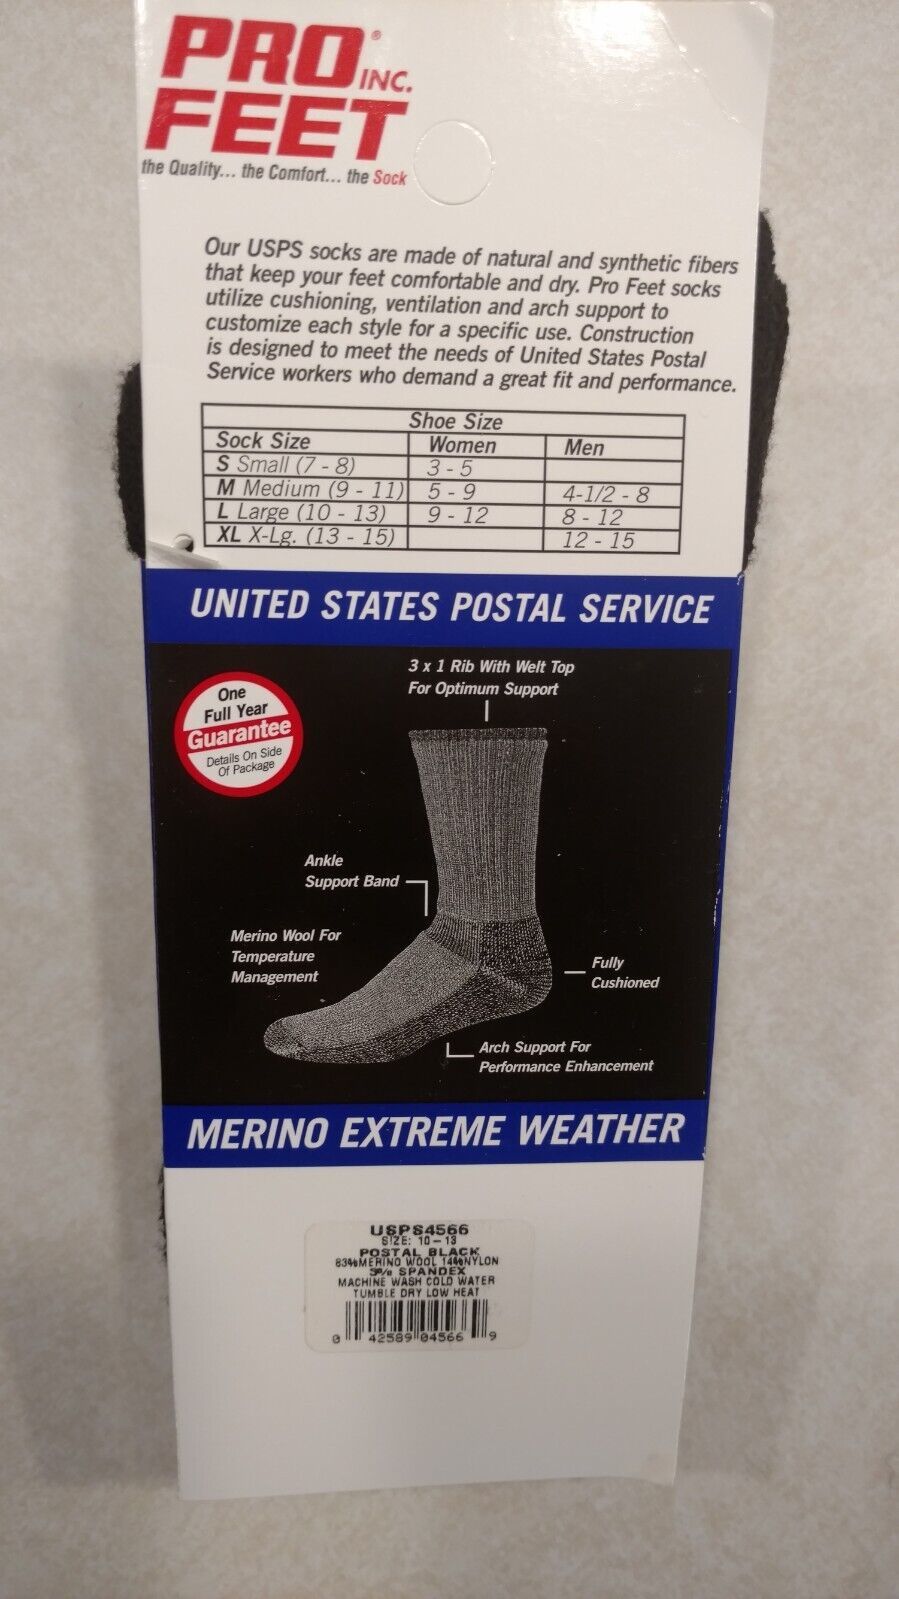 PRO® INC.
FEET
the Quality... the Comfort... the Sock
Our USPS socks are made of natural and synthetic fibers
that keep your feet comfortable and dry. Pro Feet socks
utilize cushioning, ventilation and arch support to
customize each style for a specific use. Construction
is designed to meet the needs of United States Postal
Service workers who demand a great fit and performance.
Shoe Size
Sock Size Women Men
S Small (7 - 8) 3 - 5
M Medium (9 - 11) 5 - 9 4-1/2 - 8
L Large (10 - 13) 9 - 12 8 - 12
XL X-Lg. (13 - 15) 12 - 15
UNITED STATES POSTAL SERVICE
3 x 1 Rib With Welt Top
For Optimum Support
One
Full Year
Guarantee
Details On Side
Of Package
Ankle
Support Band
Merino Wool For
Temperature
Management
Fully
Cushioned
Arch Support For
Performance Enhancement
MERINO EXTREME WEATHER
USPS4566
SIZE: 10-13
POSTAL BLACK
83%MERINO WOOL 14%NYLON
3% SPANDEX
MACHINE WASH COLD WATER
TUMBLE DRY LOW HEAT
0 42589 04566 9